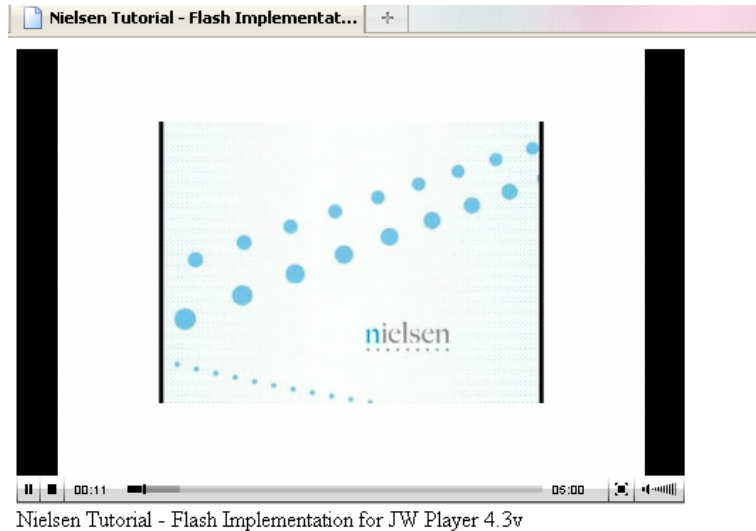 Nielsen Tutorial - Flash Implementat...
nielsen
00:11 05:00
Nielsen Tutorial - Flash Implementation for JW Player 4.3v